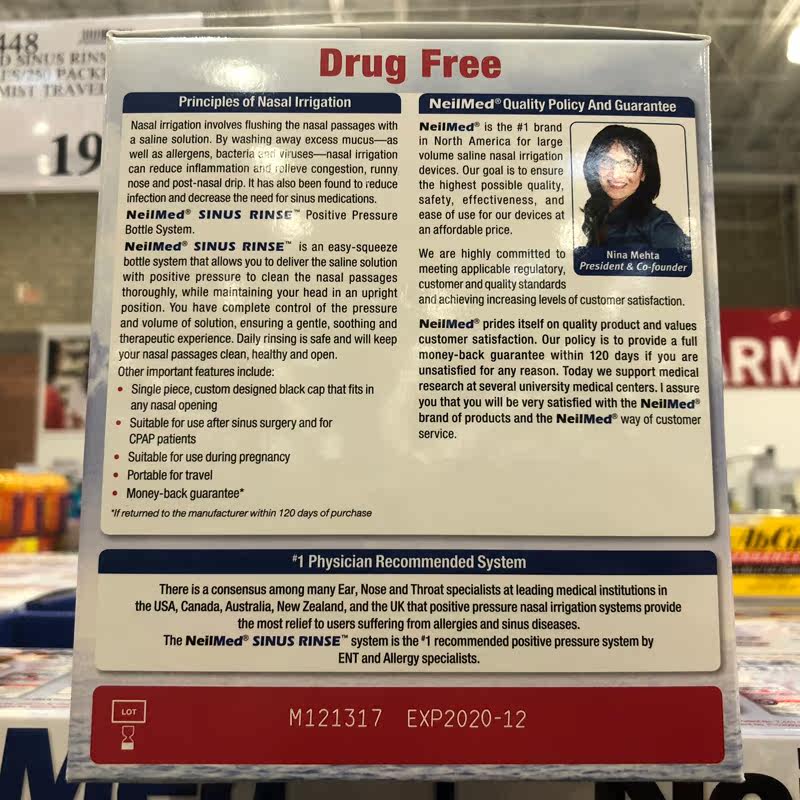 448
D SINUS RINS
MIST TRAVEL
19
Drug Free
Principles of Nasal Irrigation
Nasal irrigation involves flushing the nasal passages with
a saline solution. By washing away excess mucus—as
well as allergens, bacteria and viruses—nasal irrigation
can reduce inflammation and relieve congestion, runny
nose and post-nasal drip. It has also been found to reduce
infection and decrease the need for sinus medications.
NeilMed® SINUS RINSE™ Positive Pressure
Bottle System.
NeilMed® SINUS RINSE™ is an easy-squeeze
bottle system that allows you to deliver the saline solution
with positive pressure to clean the nasal passages
thoroughly, while maintaining your head in an upright
position. You have complete control of the pressure
and volume of solution, ensuring a gentle, soothing and
therapeutic experience. Daily rinsing is safe and will keep
your nasal passages clean, healthy and open.
Other important features include:
• Single piece, custom designed black cap that fits in
any nasal opening
• Suitable for use after sinus surgery and for
CPAP patients
• Suitable for use during pregnancy
• Portable for travel
• Money-back guarantee*
*If returned to the manufacturer within 120 days of purchase
NeilMed® Quality Policy And Guarantee
NeilMed® is the #1 brand
in North America for large
volume saline nasal irrigation
devices. Our goal is to ensure
the highest possible quality,
safety, effectiveness, and
ease of use for our devices at
an affordable price.
Nina Mehta
President & Co-founder
We are highly committed to
meeting applicable regulatory,
customer and quality standards
and achieving increasing levels of customer satisfaction.
NeilMed® prides itself on quality product and values
customer satisfaction. Our policy is to provide a full
money-back guarantee within 120 days if you are
unsatisfied for any reason. Today we support medical
research at several university medical centers. I assure
you that you will be very satisfied with the NeilMed®
brand of products and the NeilMed® way of customer
service.
#1 Physician Recommended System
There is a consensus among many Ear, Nose and Throat specialists at leading medical institutions in
the USA, Canada, Australia, New Zealand, and the UK that positive pressure nasal irrigation systems provide
the most relief to users suffering from allergies and sinus diseases.
The NeilMed® SINUS RINSE™ system is the #1 recommended positive pressure system by
ENT and Allergy specialists.
LOT
M121317 EXP2020-12
ARM